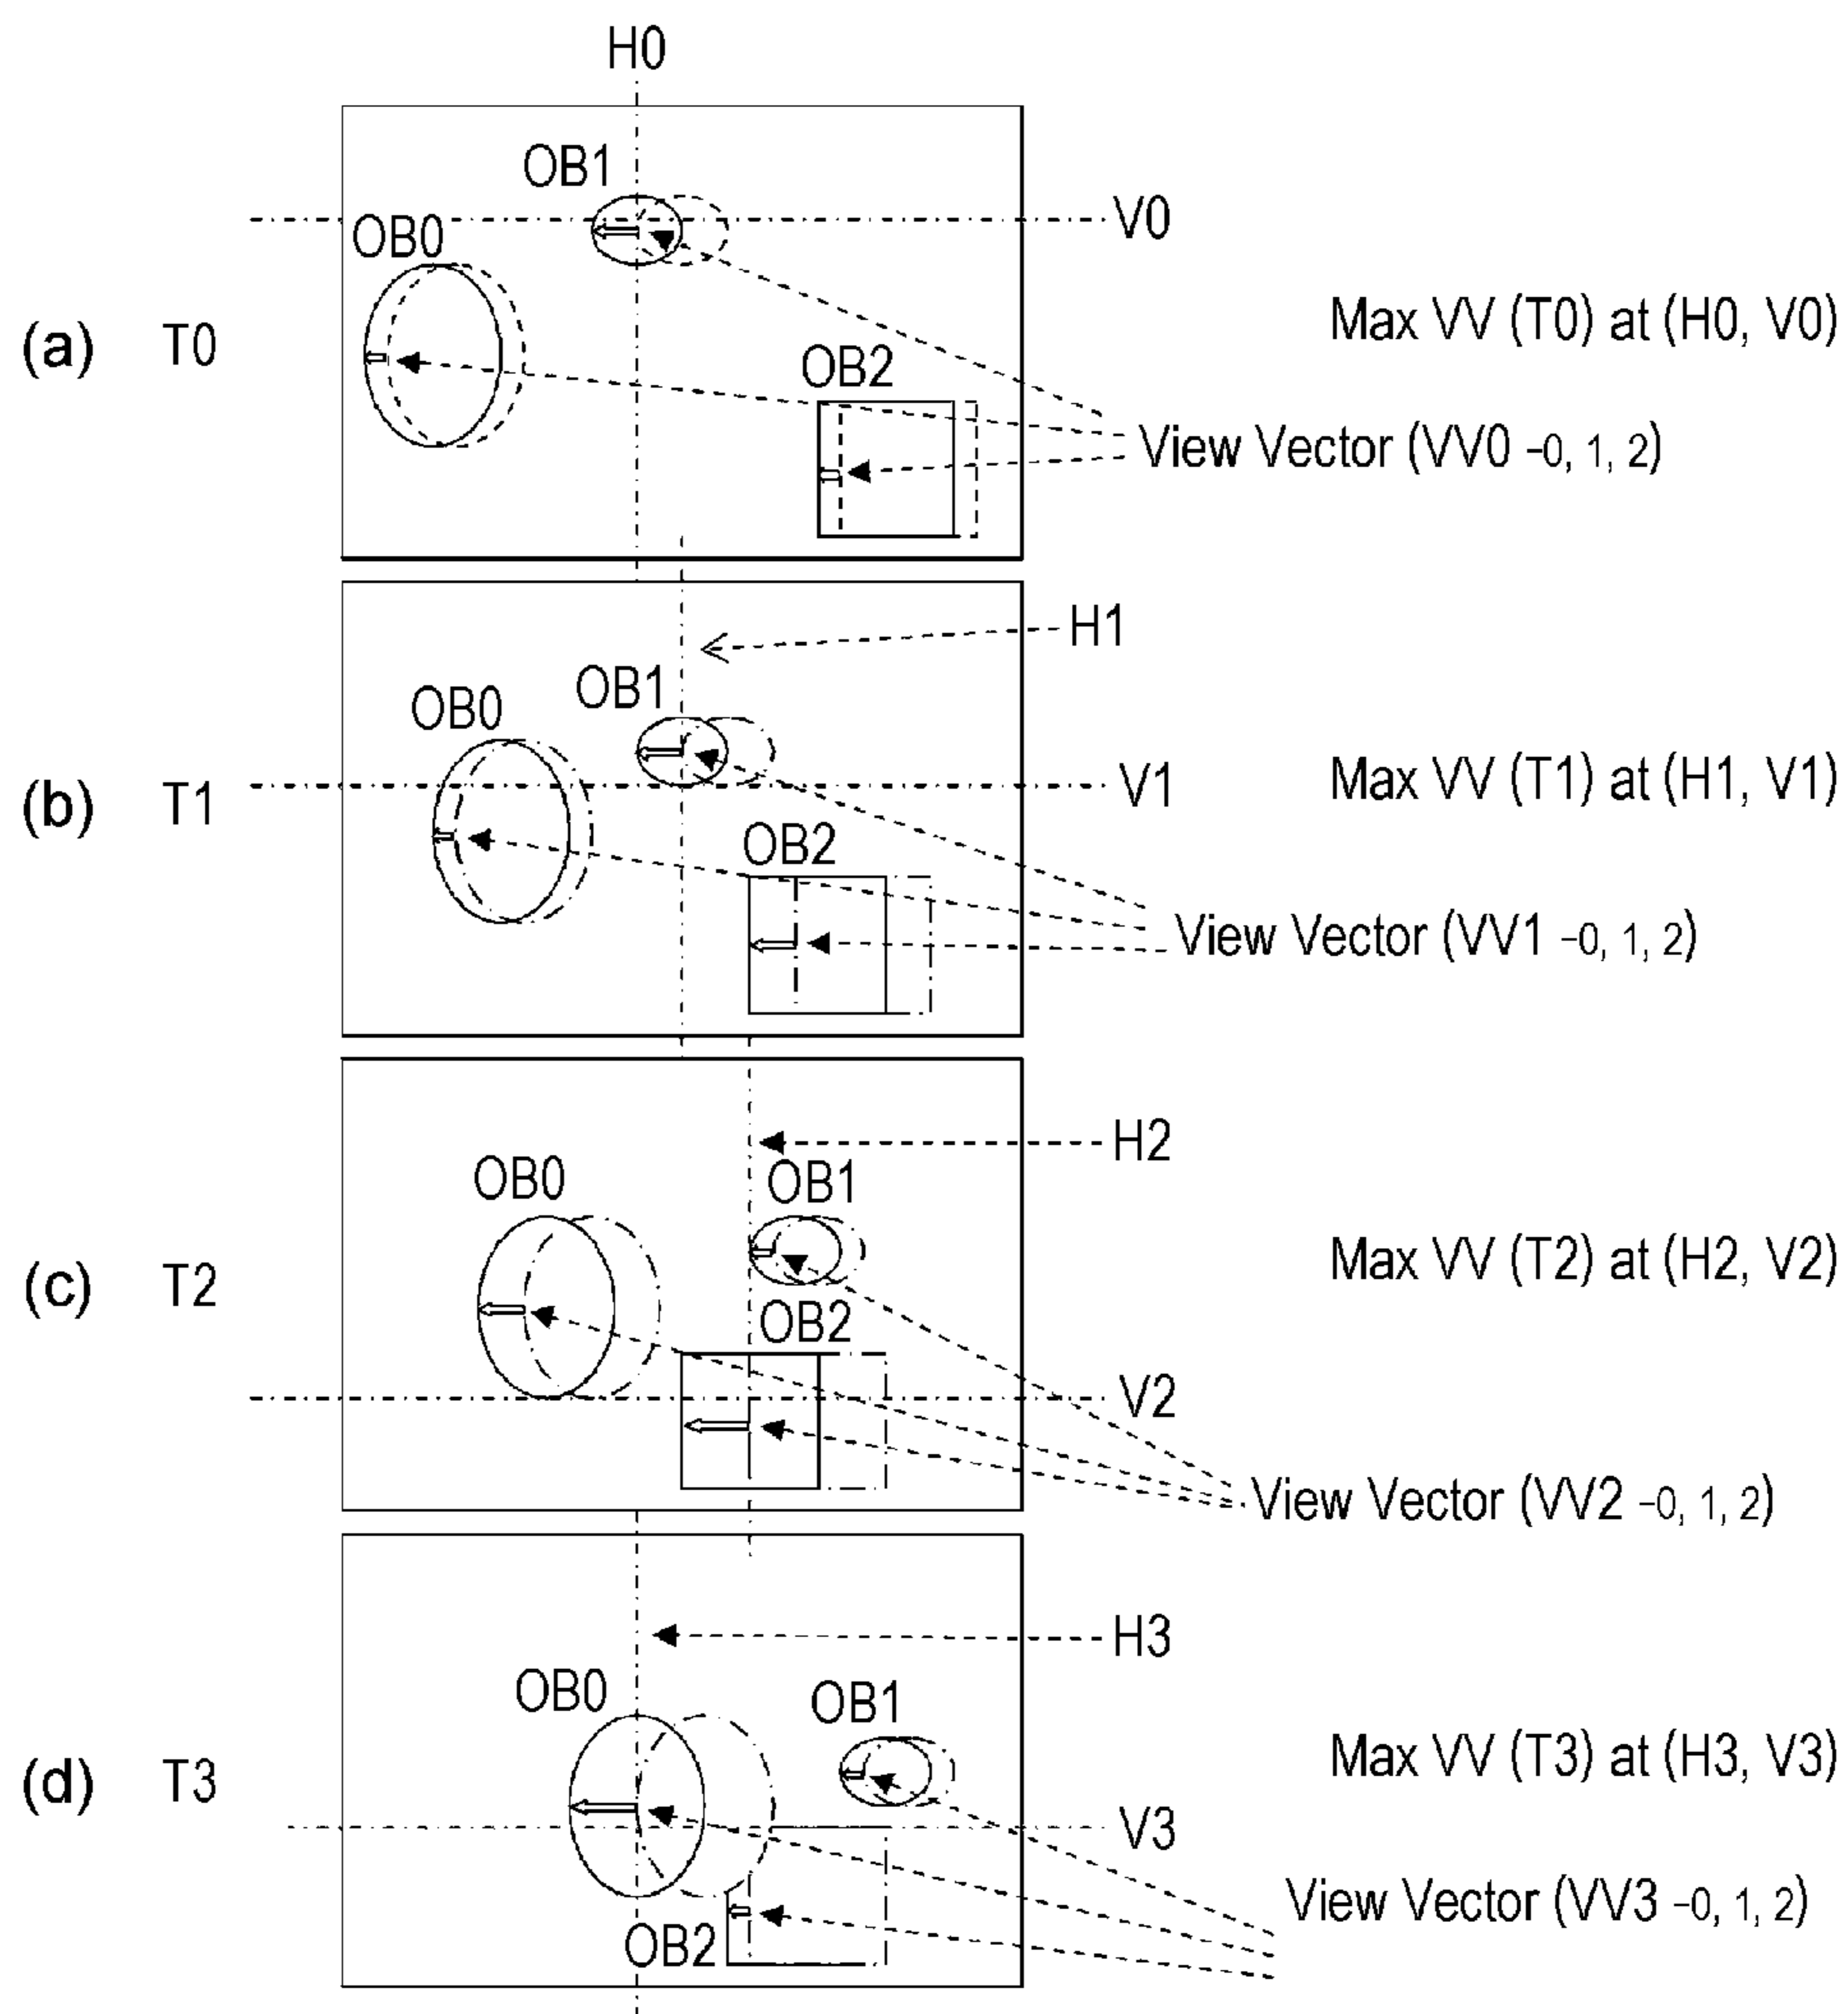 H0
OB1
V0
OB0
(a) T0
Max VV (T0) at (H0, V0)
OB2
View Vector (VV0 -0, 1, 2)
H1
OB1
OB0
(b) T1
V1
Max VV (T1) at (H1, V1)
OB2
View Vector (VV1 -0, 1, 2)
H2
OB0
OB1
(c) T2
Max VV (T2) at (H2, V2)
OB2
V2
View Vector (VV2 -0, 1, 2)
H3
OB0
OB1
(d) T3
Max VV (T3) at (H3, V3)
V3
View Vector (VV3 -0, 1, 2)
OB2